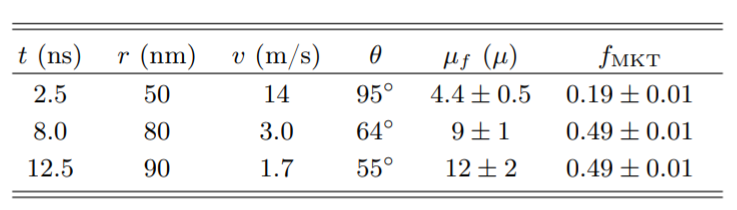 t (ns) r (nm) v (m/s) θ μf (μ) fMKT
2.5 50 14 95° 4.4 ± 0.5 0.19 ± 0.01
8.0 80 3.0 64° 9 ± 1 0.49 ± 0.01
12.5 90 1.7 55° 12 ± 2 0.49 ± 0.01